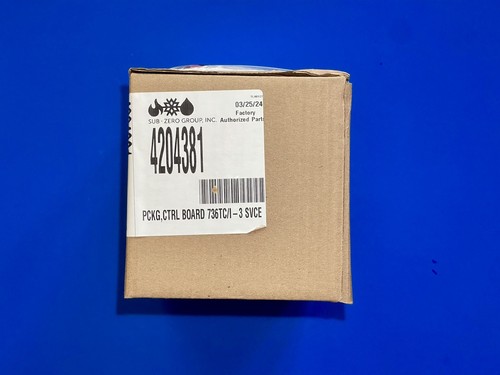 03/25/24
Factory
SUB-ZERO GROUP, INC. Authorized Parts
4204381
PCKG,CTRL BOARD 736TC/I-3 SVCE